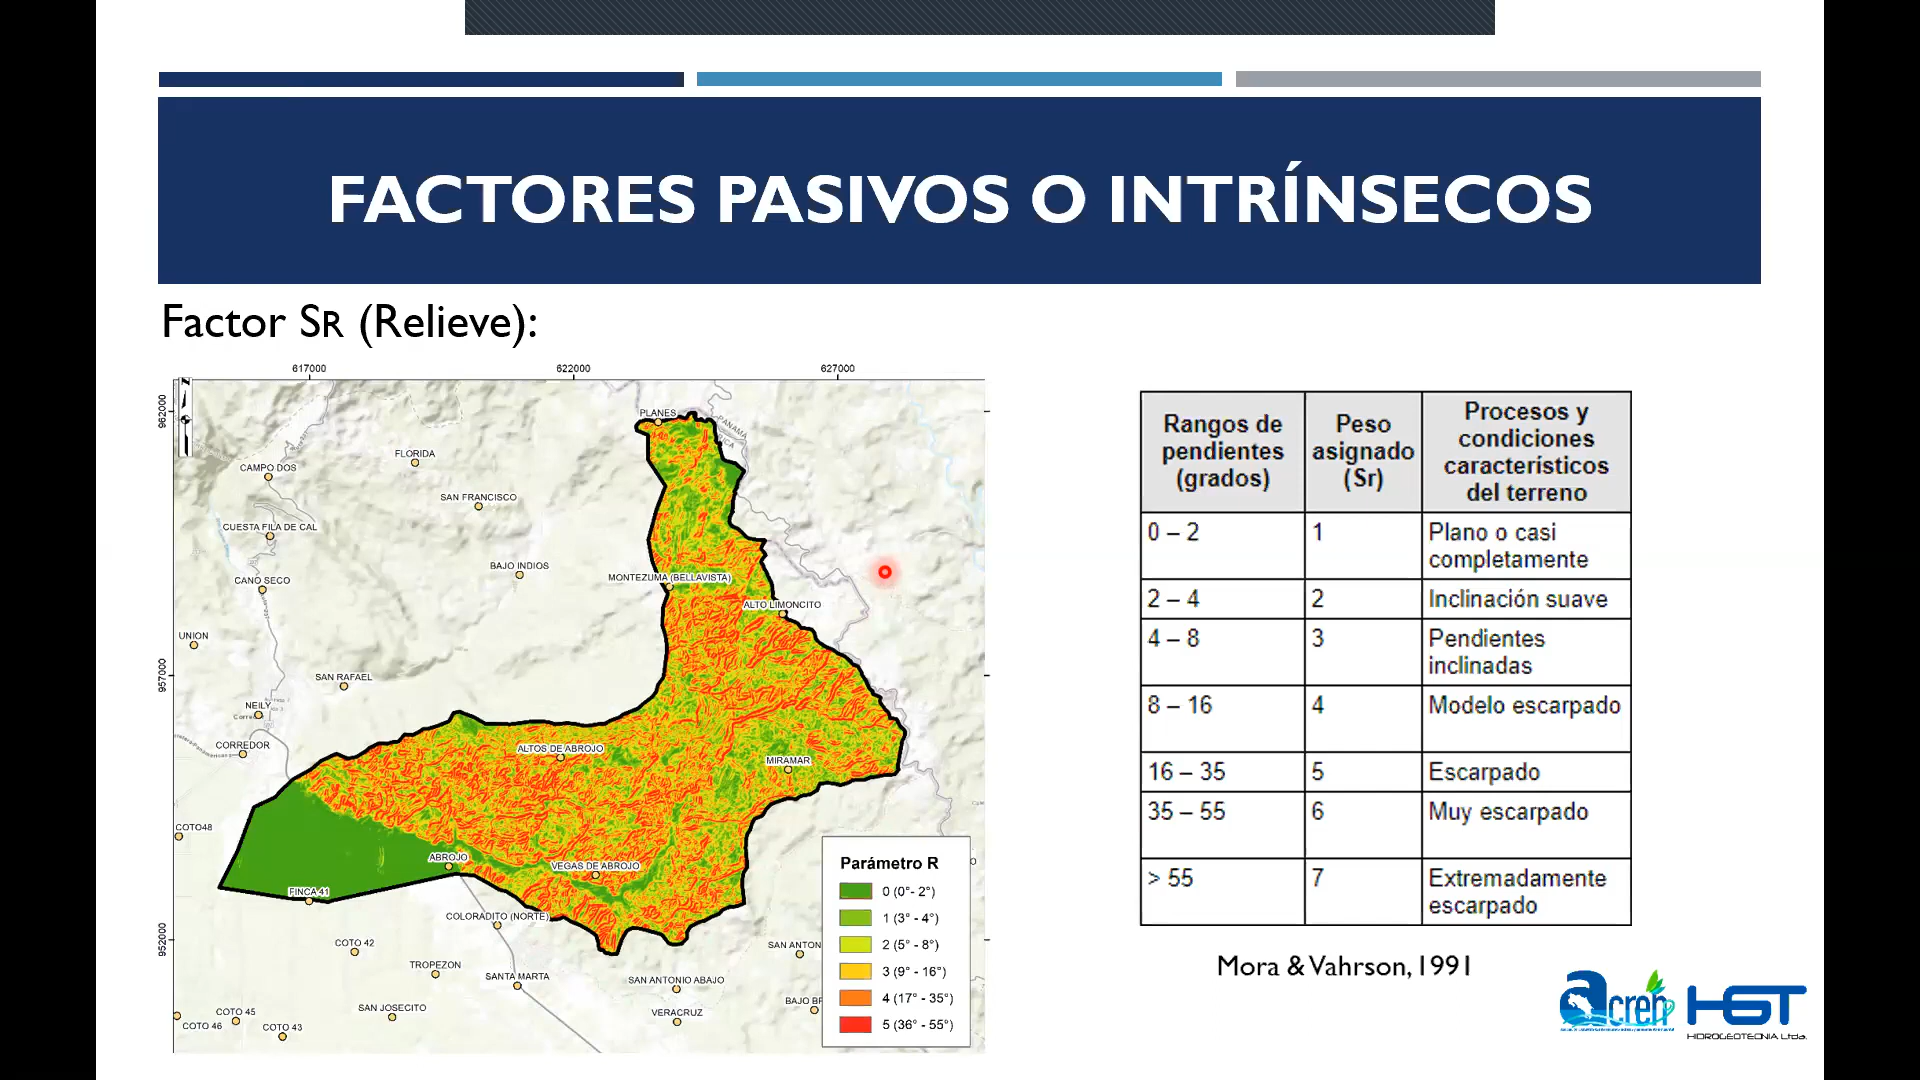 FACTORES PASIVOS O INTRÍNSECOS
Factor SR (Relieve):
617000
622000
627000
962000
957000
952000
N
PLANES
PANAMÁ
FLORIDA
CAMPO DOS
SAN FRANCISCO
CUESTA FILA DE CAL
BAJO INDIOS
CANO SECO
MONTEZUMA (BELLAVISTA)
ALTO LIMONCITO
UNION
SAN RAFAEL
NEILY
CORREDOR
ALTOS DE ABROJO
MIRAMAR
COTO48
ABROJO
VEGAS DE ABROJO
FINCA 41
COLORADITO (NORTE)
COTO 42
SAN ANTON
TROPEZON
SANTA MARTA
SAN ANTONIO ABAJO
BAJO BR
SAN JOSECITO
VERACRUZ
COTO 45
COTO 46
COTO 43
Parámetro R
0 (0°- 2°)
1 (3° - 4°)
2 (5° - 8°)
3 (9° - 16°)
4 (17° - 35°)
5 (36° - 55°)
Rangos de pendientes (grados)
Peso asignado (Sr)
Procesos y condiciones característicos del terreno
0 – 2 1 Plano o casi completamente
2 – 4 2 Inclinación suave
4 – 8 3 Pendientes inclinadas
8 – 16 4 Modelo escarpado
16 – 35 5 Escarpado
35 – 55 6 Muy escarpado
> 55 7 Extremadamente escarpado
Mora & Vahrson, 1991
acreh
HGT
HIDROGEOTECNIA Ltda.